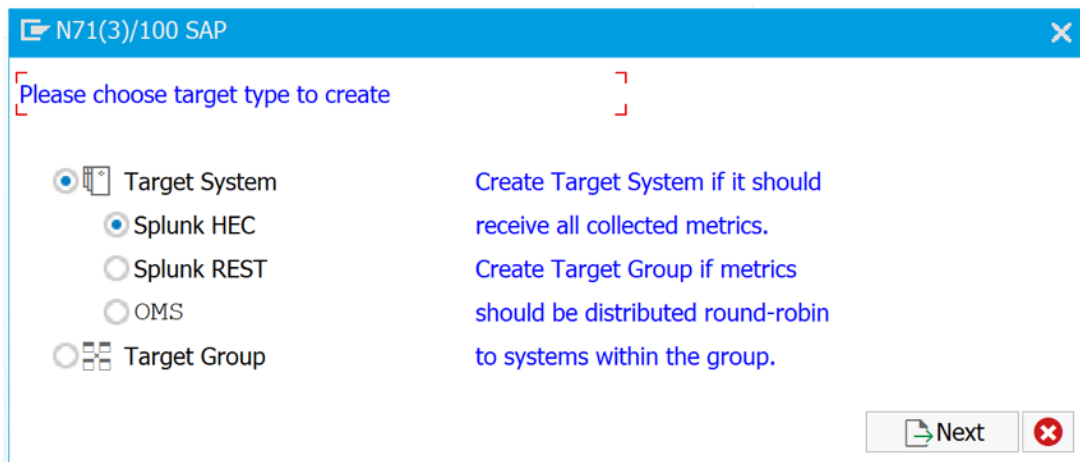 N71(3)/100 SAP
Please choose target type to create
Target System
Create Target System if it should
Splunk HEC
receive all collected metrics.
Splunk REST
Create Target Group if metrics
OMS
should be distributed round-robin
Target Group
to systems within the group.
Next